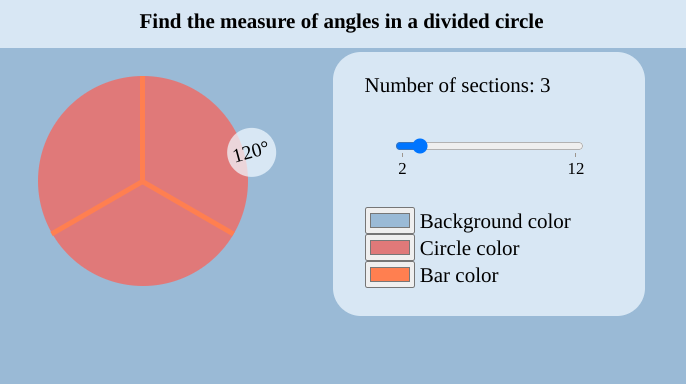 Find the measure of angles in a divided circle
120°
Number of sections: 3
2 12
Background color
Circle color
Bar color